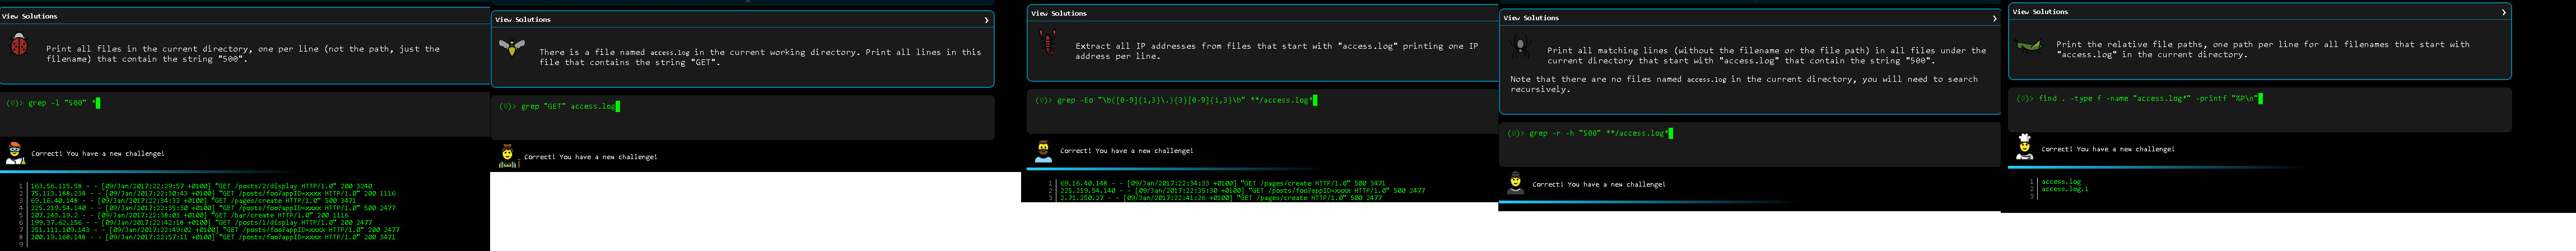 View Solutions
Print all files in the current directory, one per line (not the path, just the
filename) that contain the string "500".
(0)> grep -l "500" *
Correct! You have a new challenge!
1 163.56.115.58 - - [09/Jan/2017:22:29:57 +0100] "GET /posts/2/display HTTP/1.0" 200 3240
2 75.113.188.234 - - [09/Jan/2017:22:30:43 +0100] "GET /posts/foo?appID=xxxx HTTP/1.0" 200 1116
3 69.16.40.148 - - [09/Jan/2017:22:34:33 +0100] "GET /pages/create HTTP/1.0" 500 3471
4 225.219.54.140 - - [09/Jan/2017:22:35:30 +0100] "GET /posts/foo?appID=xxxx HTTP/1.0" 500 2477
5 207.243.19.2 - - [09/Jan/2017:22:38:03 +0100] "GET /bar/create HTTP/1.0" 200 1116
6 199.37.62.156 - - [09/Jan/2017:22:42:18 +0100] "GET /posts/1/display HTTP/1.0" 200 2477
7 251.111.109.143 - - [09/Jan/2017:22:49:02 +0100] "GET /posts/foo?appID=xxxx HTTP/1.0" 200 2477
8 200.19.168.148 - - [09/Jan/2017:22:57:11 +0100] "GET /posts/foo?appID=xxxx HTTP/1.0" 200 3471
9
View Solutions
There is a file named access.log in the current working directory. Print all lines in this
file that contains the string "GET".
(0)> grep "GET" access.log
Correct! You have a new challenge!
View Solutions
Extract all IP addresses from files that start with "access.log" printing one IP
address per line.
(0)> grep -Eo "\b([0-9]{1,3}\.){3}[0-9]{1,3}\b" **/access.log*
Correct! You have a new challenge!
1 69.16.40.148 - - [09/Jan/2017:22:34:33 +0100] "GET /pages/create HTTP/1.0" 500 3471
2 225.219.54.140 - - [09/Jan/2017:22:35:30 +0100] "GET /posts/foo?appID=xxxx HTTP/1.0" 500 2477
3 2.71.250.27 - - [09/Jan/2017:22:41:26 +0100] "GET /pages/create HTTP/1.0" 500 2477
View Solutions
Print all matching lines (without the filename or the file path) in all files under the
current directory that start with "access.log" that contain the string "500".
Note that there are no files named access.log in the current directory, you will need to search
recursively.
(0)> grep -r -h "500" **/access.log*
Correct! You have a new challenge!
View Solutions
Print the relative file paths, one path per line for all filenames that start with
"access.log" in the current directory.
(0)> find . -type f -name "access.log*" -printf "%P\n"
Correct! You have a new challenge!
1 access.log
2 access.log.1
3